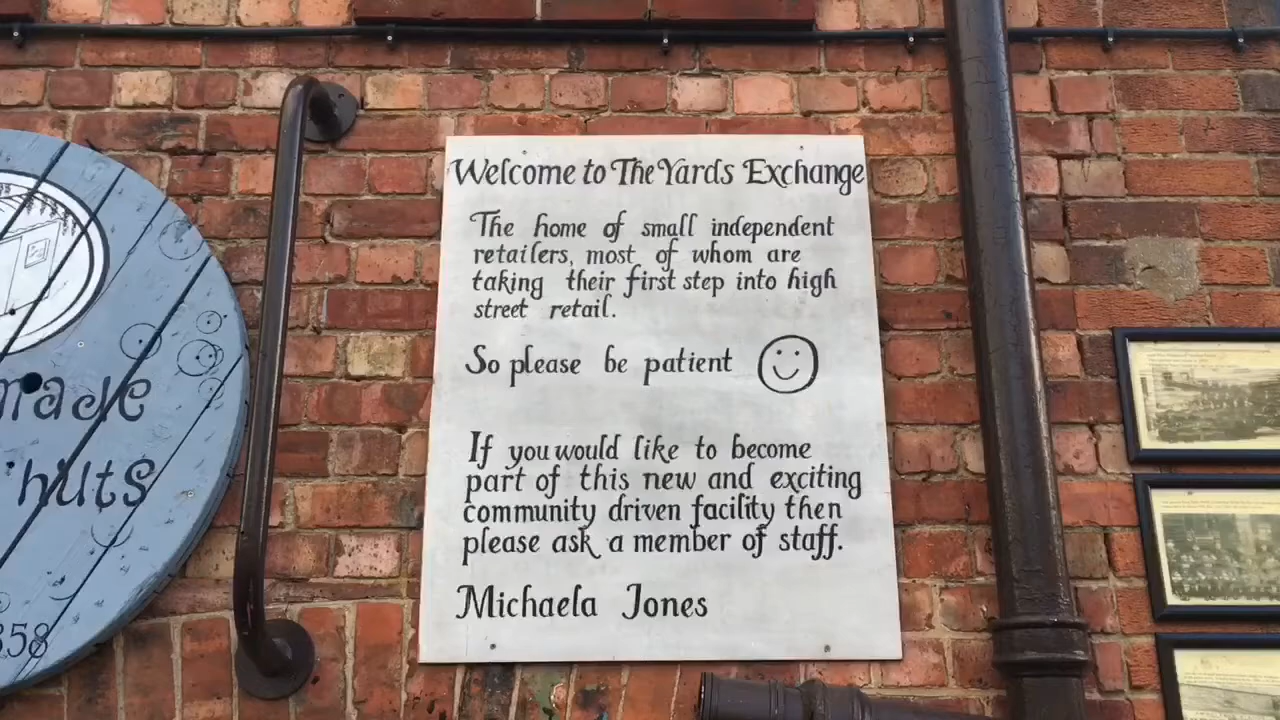 Welcome to The Yards Exchange
The home of small independent
retailers, most of whom are
taking their first step into high
street retail.
So please be patient
If you would like to become
part of this new and exciting
community driven facility then
please ask a member of staff.
Michaela Jones
huts